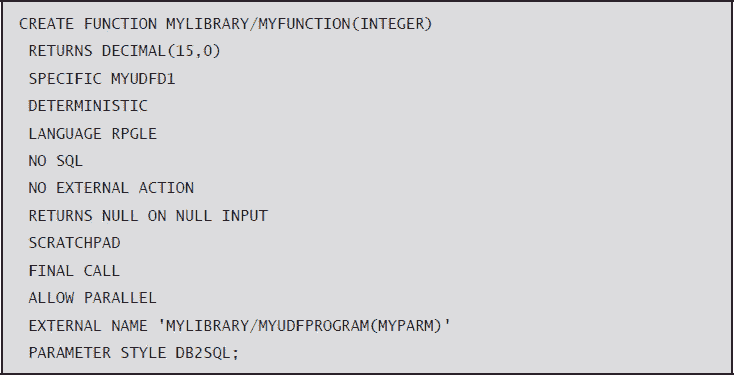 CREATE FUNCTION MYLIBRARY/MYFUNCTION(INTEGER)
RETURNS DECIMAL(15,0)
SPECIFIC MYUDFD1
DETERMINISTIC
LANGUAGE RPGLE
NO SQL
NO EXTERNAL ACTION
RETURNS NULL ON NULL INPUT
SCRATCHPAD
FINAL CALL
ALLOW PARALLEL
EXTERNAL NAME 'MYLIBRARY/MYUDFPROGRAM(MYPARM)'
PARAMETER STYLE DB2SQL;